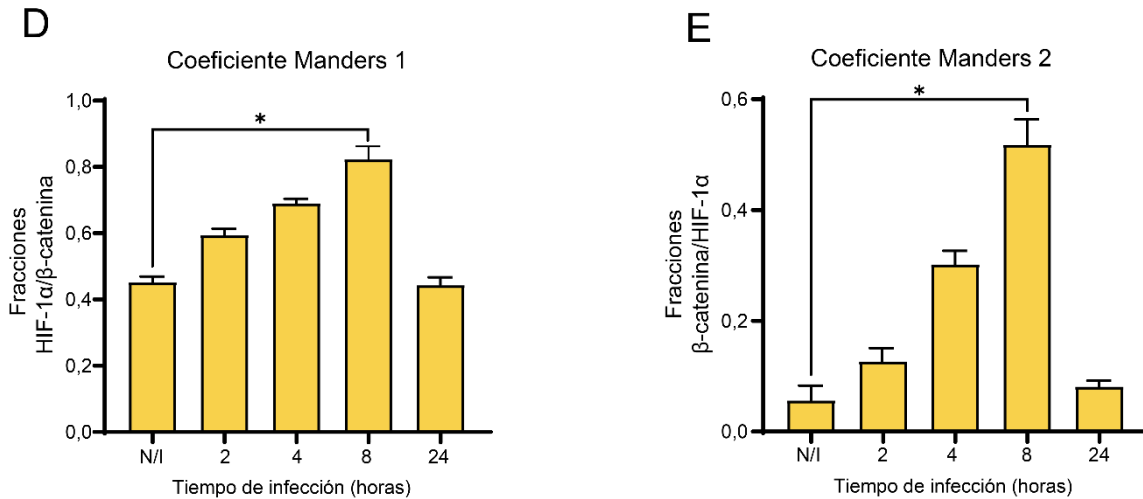 D
Coeficiente Manders 1
*
1,0
0,8
0,6
0,4
0,2
0,0
Fracciones
HIF-1α/β-catenina
N/I 2 4 8 24
Tiempo de infección (horas)
E
Coeficiente Manders 2
*
0,6
0,4
0,2
0,0
Fracciones
β-catenina/HIF-1α
N/I 2 4 8 24
Tiempo de infección (horas)